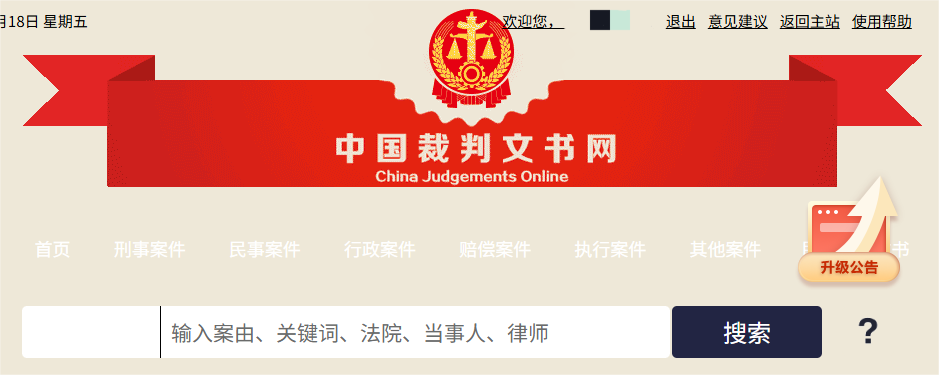 月18日 星期五
欢迎您，
退出 意见建议 返回主站 使用帮助
中国裁判文书网
China Judgements Online
首页 刑事案件 民事案件 行政案件 赔偿案件 执行案件 其他案件 书
升级公告
输入案由、关键词、法院、当事人、律师 搜索 ?